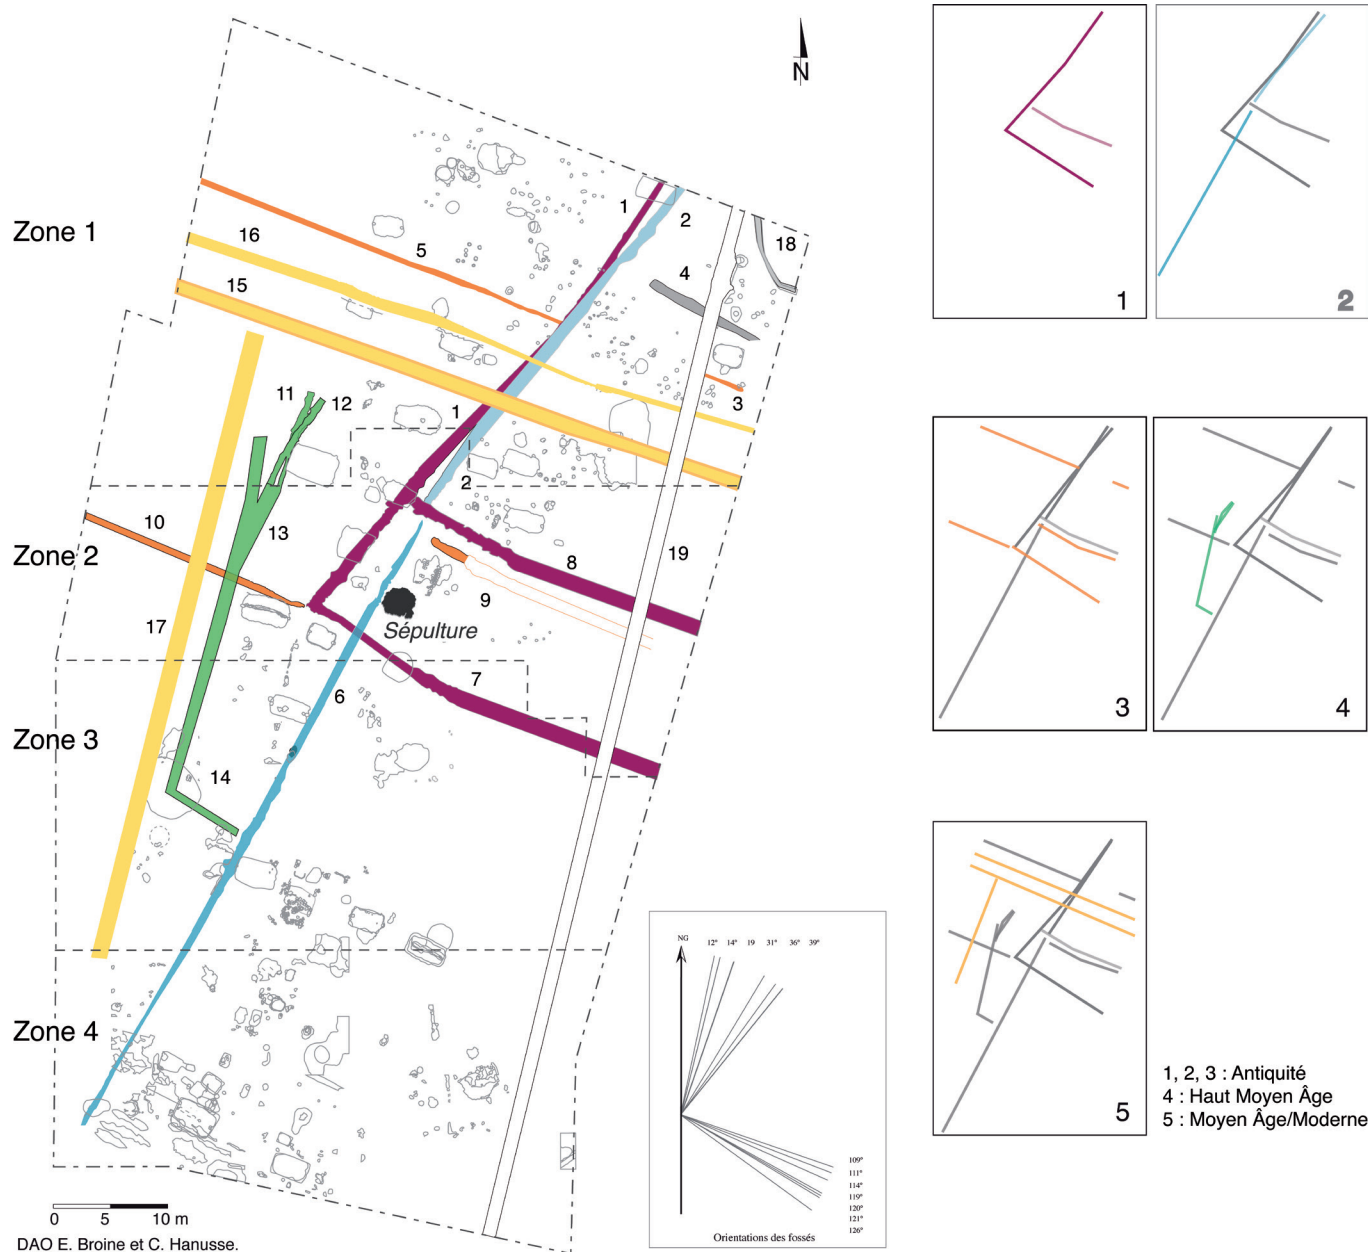 N
Zone 1
1
2
18
16
5
4
15
3
11
12
1
2
10
13
Zone 2
8
19
9
17
Sépulture
7
6
Zone 3
14
Zone 4
0 5 10 m
DAO E. Broine et C. Hanusse.
NG
12° 14° 19 31° 36° 39°
109°
111°
114°
119°
120°
121°
126°
Orientations des fossés
1
2
3
4
5
1, 2, 3 : Antiquité
4 : Haut Moyen Âge
5 : Moyen Âge/Moderne